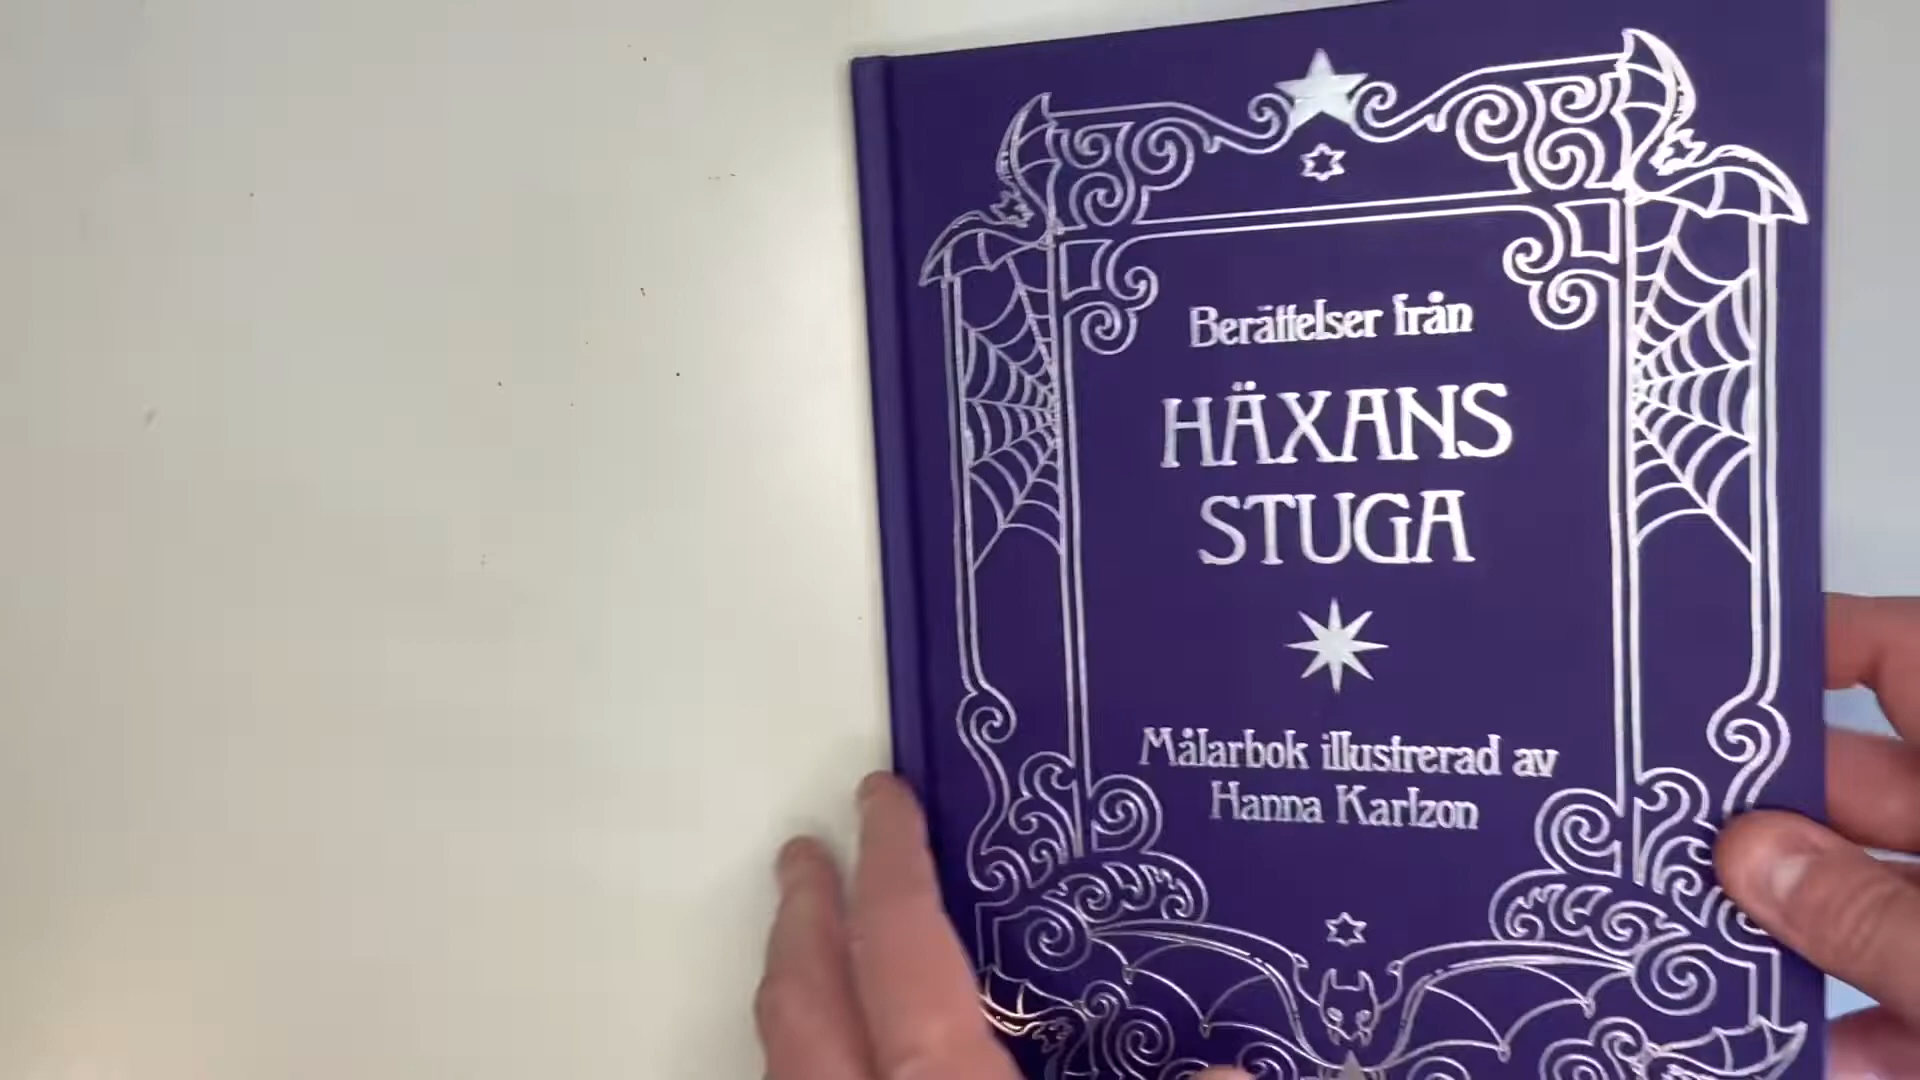 Berättelser från
HÄXANS
STUGA
Målarbok illustrerad av
Hanna Karlzon